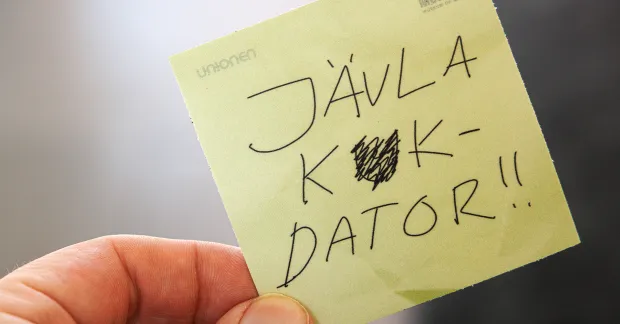 UNIONEN
JÄVLA
K K-
DATOR!!